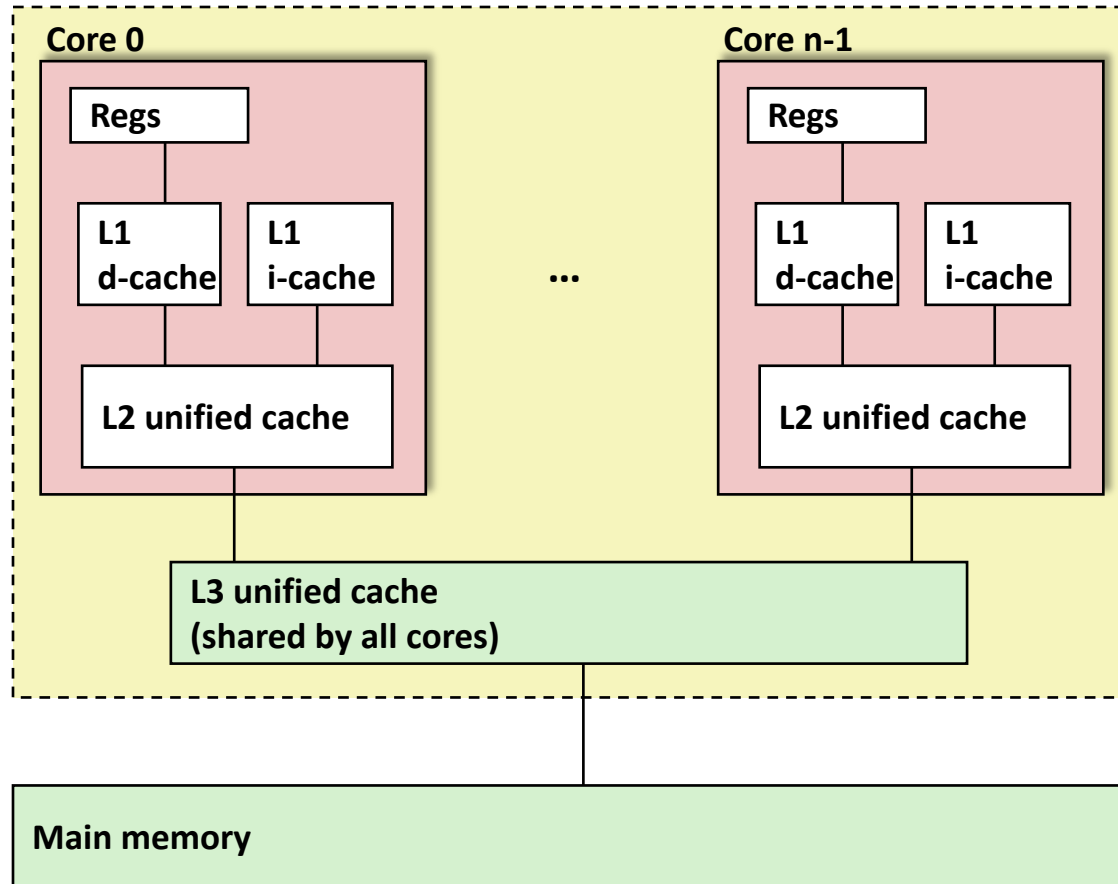 Core 0
Regs
L1
d-cache
L1
i-cache
L2 unified cache
...
Core n-1
Regs
L1
d-cache
L1
i-cache
L2 unified cache
L3 unified cache
(shared by all cores)
Main memory